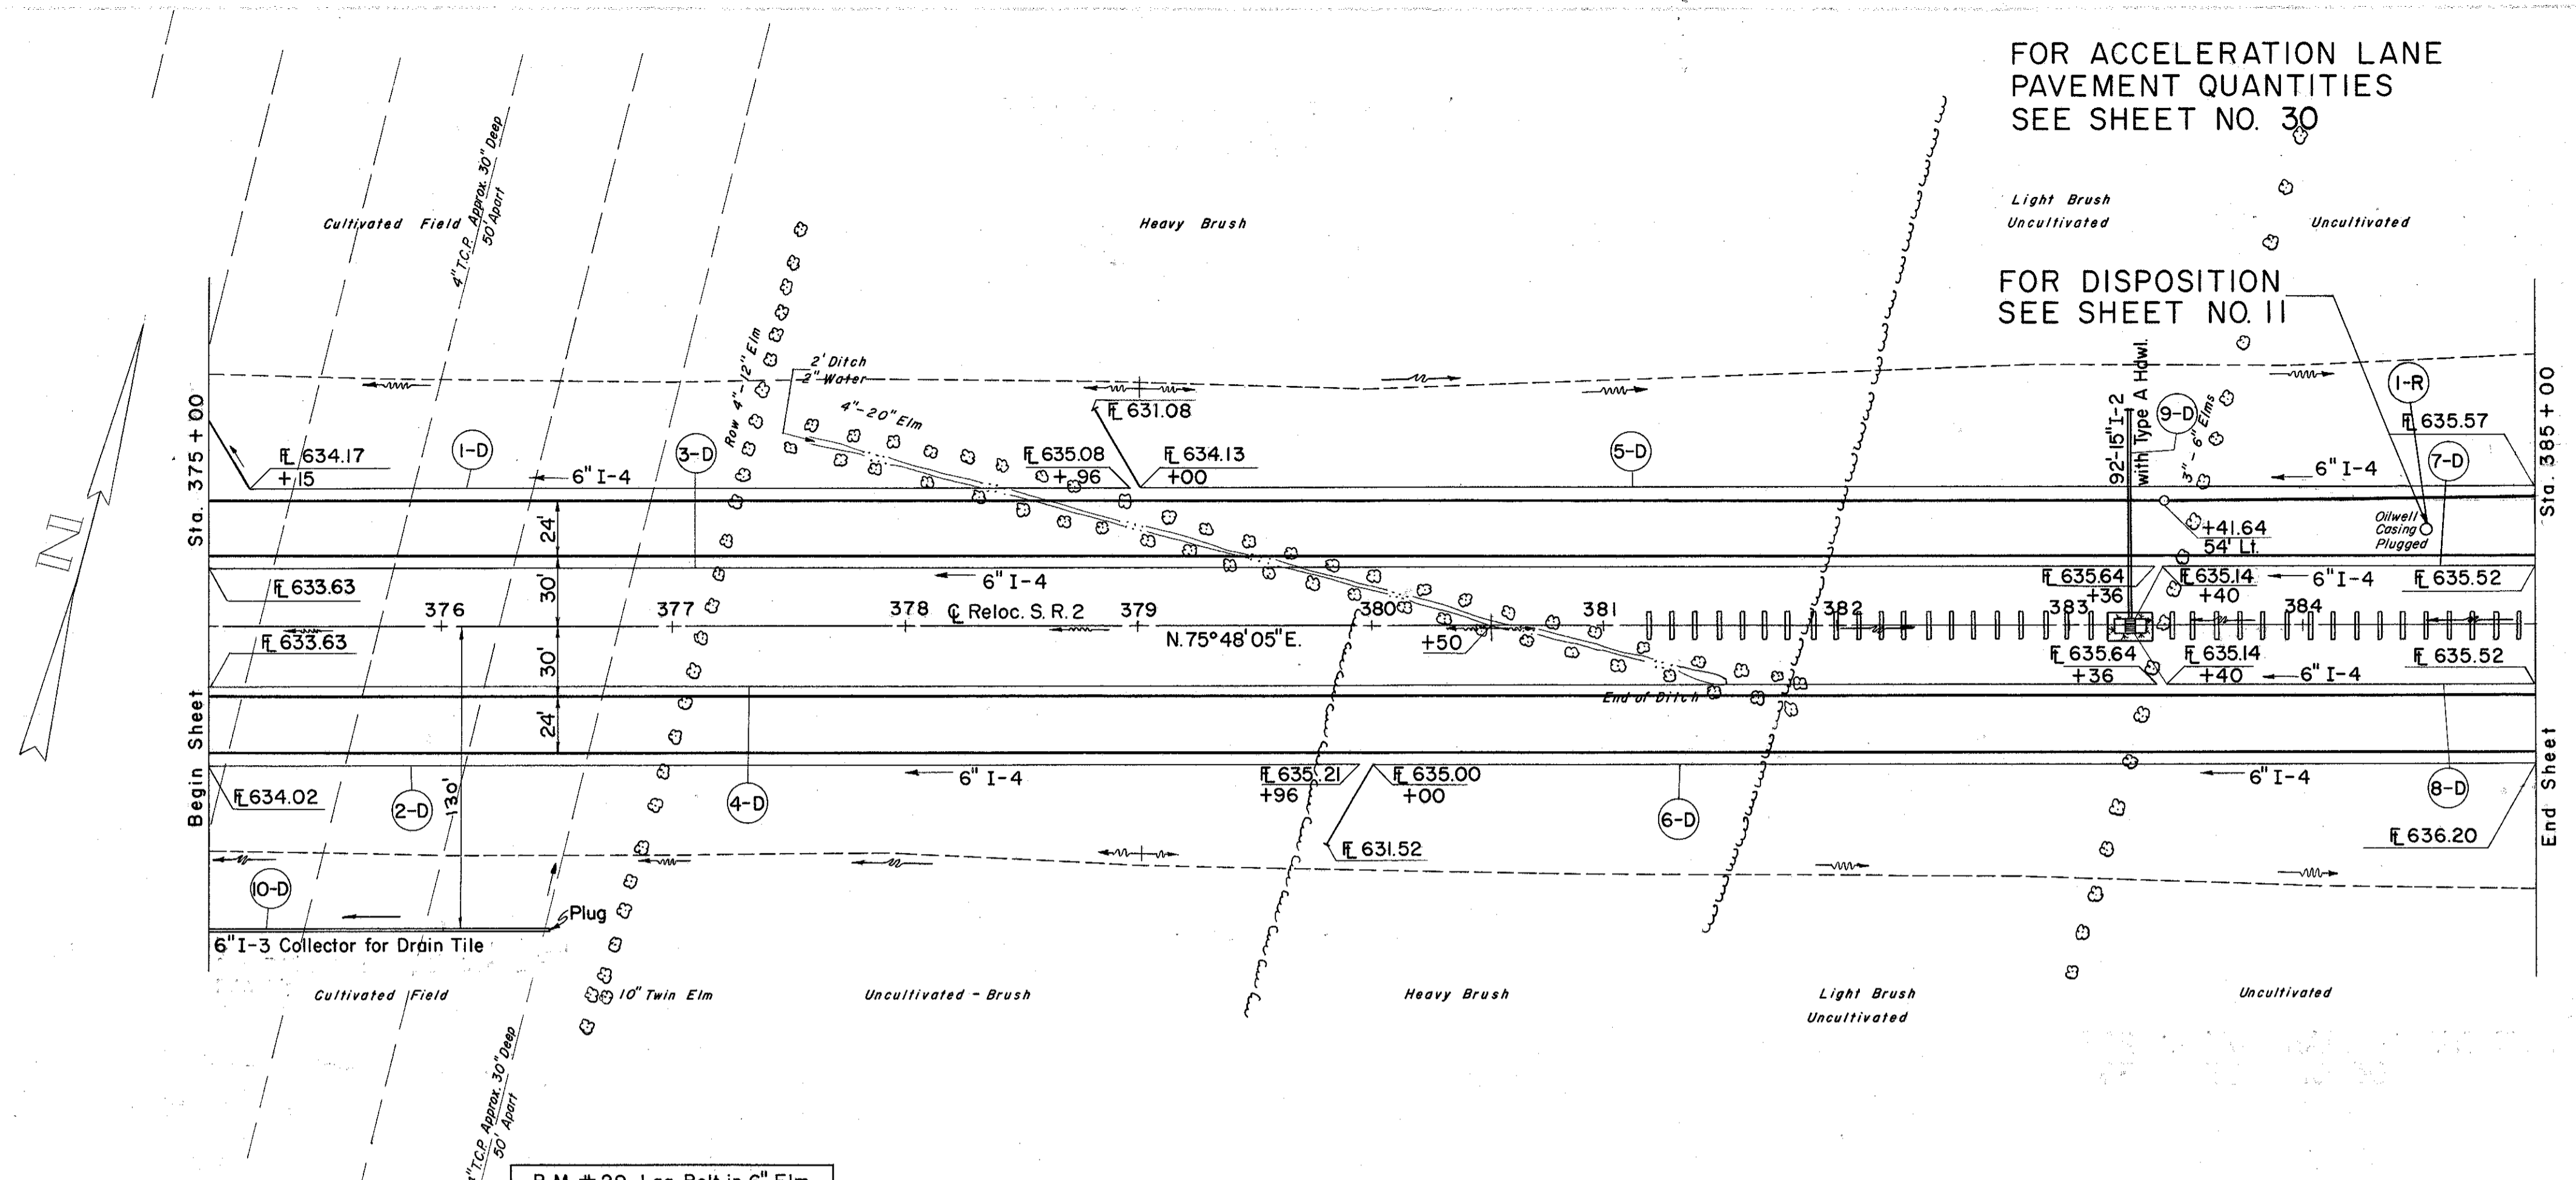 FOR ACCELERATION LANE
PAVEMENT QUANTITIES
SEE SHEET NO. 30
4" T.C.P. Approx. 30" Deep
50' Apart
Cultivated Field
Heavy Brush
Light Brush
Uncultivated
Uncultivated
FOR DISPOSITION
SEE SHEET NO. 11
Row 4"-12" Elm
2' Ditch
2" Water
4"-20" Elm
℄ 631.08
92'-15" I-2
with Type A Hdwl.
9-D
3"-6" Elms
1-R
Sta. 375+00
Sta. 385+00
FL 634.17
+15
1-D
6" I-4
3-D
FL 635.08
+96
FL 634.13
+00
5-D
6" I-4
FL 635.57
7-D
N
24'
+41.64
54' Lt.
Oilwell
Casing
Plugged
FL 633.63
30'
6" I-4
FL 635.64
+36
FL 635.14
+40
6" I-4
FL 635.52
376
377
378
℄ Reloc. S.R. 2
379
380
381
382
383
384
N. 75° 48' 05" E.
+50
FL 633.63
30'
FL 635.64
+36
FL 635.14
+40
6" I-4
FL 635.52
End of Ditch
24'
Begin Sheet
End Sheet
FL 634.02
2-D
130'
4-D
6" I-4
FL 635.21
+96
FL 635.00
+00
6-D
6" I-4
8-D
FL 631.52
FL 636.20
10-D
Plug
6" I-3 Collector for Drain Tile
Cultivated Field
10" Twin Elm
Uncultivated - Brush
Heavy Brush
Light Brush
Uncultivated
Uncultivated
4" T.C.P. Approx. 30" Deep
50' Apart
B.M. # 29 Lag Bolt in 6" Elm